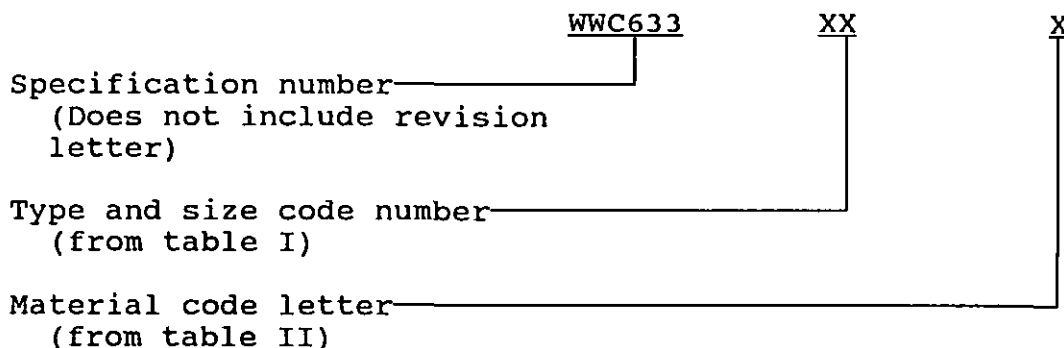 WWC633 XX X
Specification number
(Does not include revision
letter)
Type and size code number
(from table I)
Material code letter
(from table II)